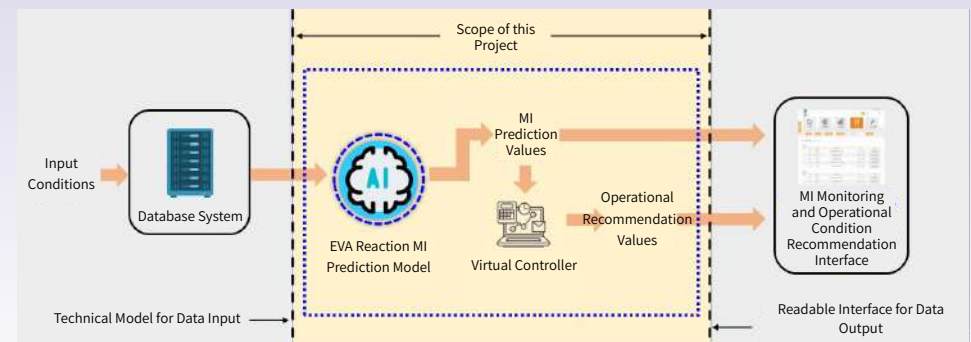 Scope of this
Project
Input
Conditions
Database System
AI
EVA Reaction MI
Prediction Model
MI
Prediction
Values
Virtual Controller
Operational
Recommendation
Values
MI Monitoring
and Operational
Condition
Recommendation
Interface
Technical Model for Data Input
Readable Interface for Data
Output